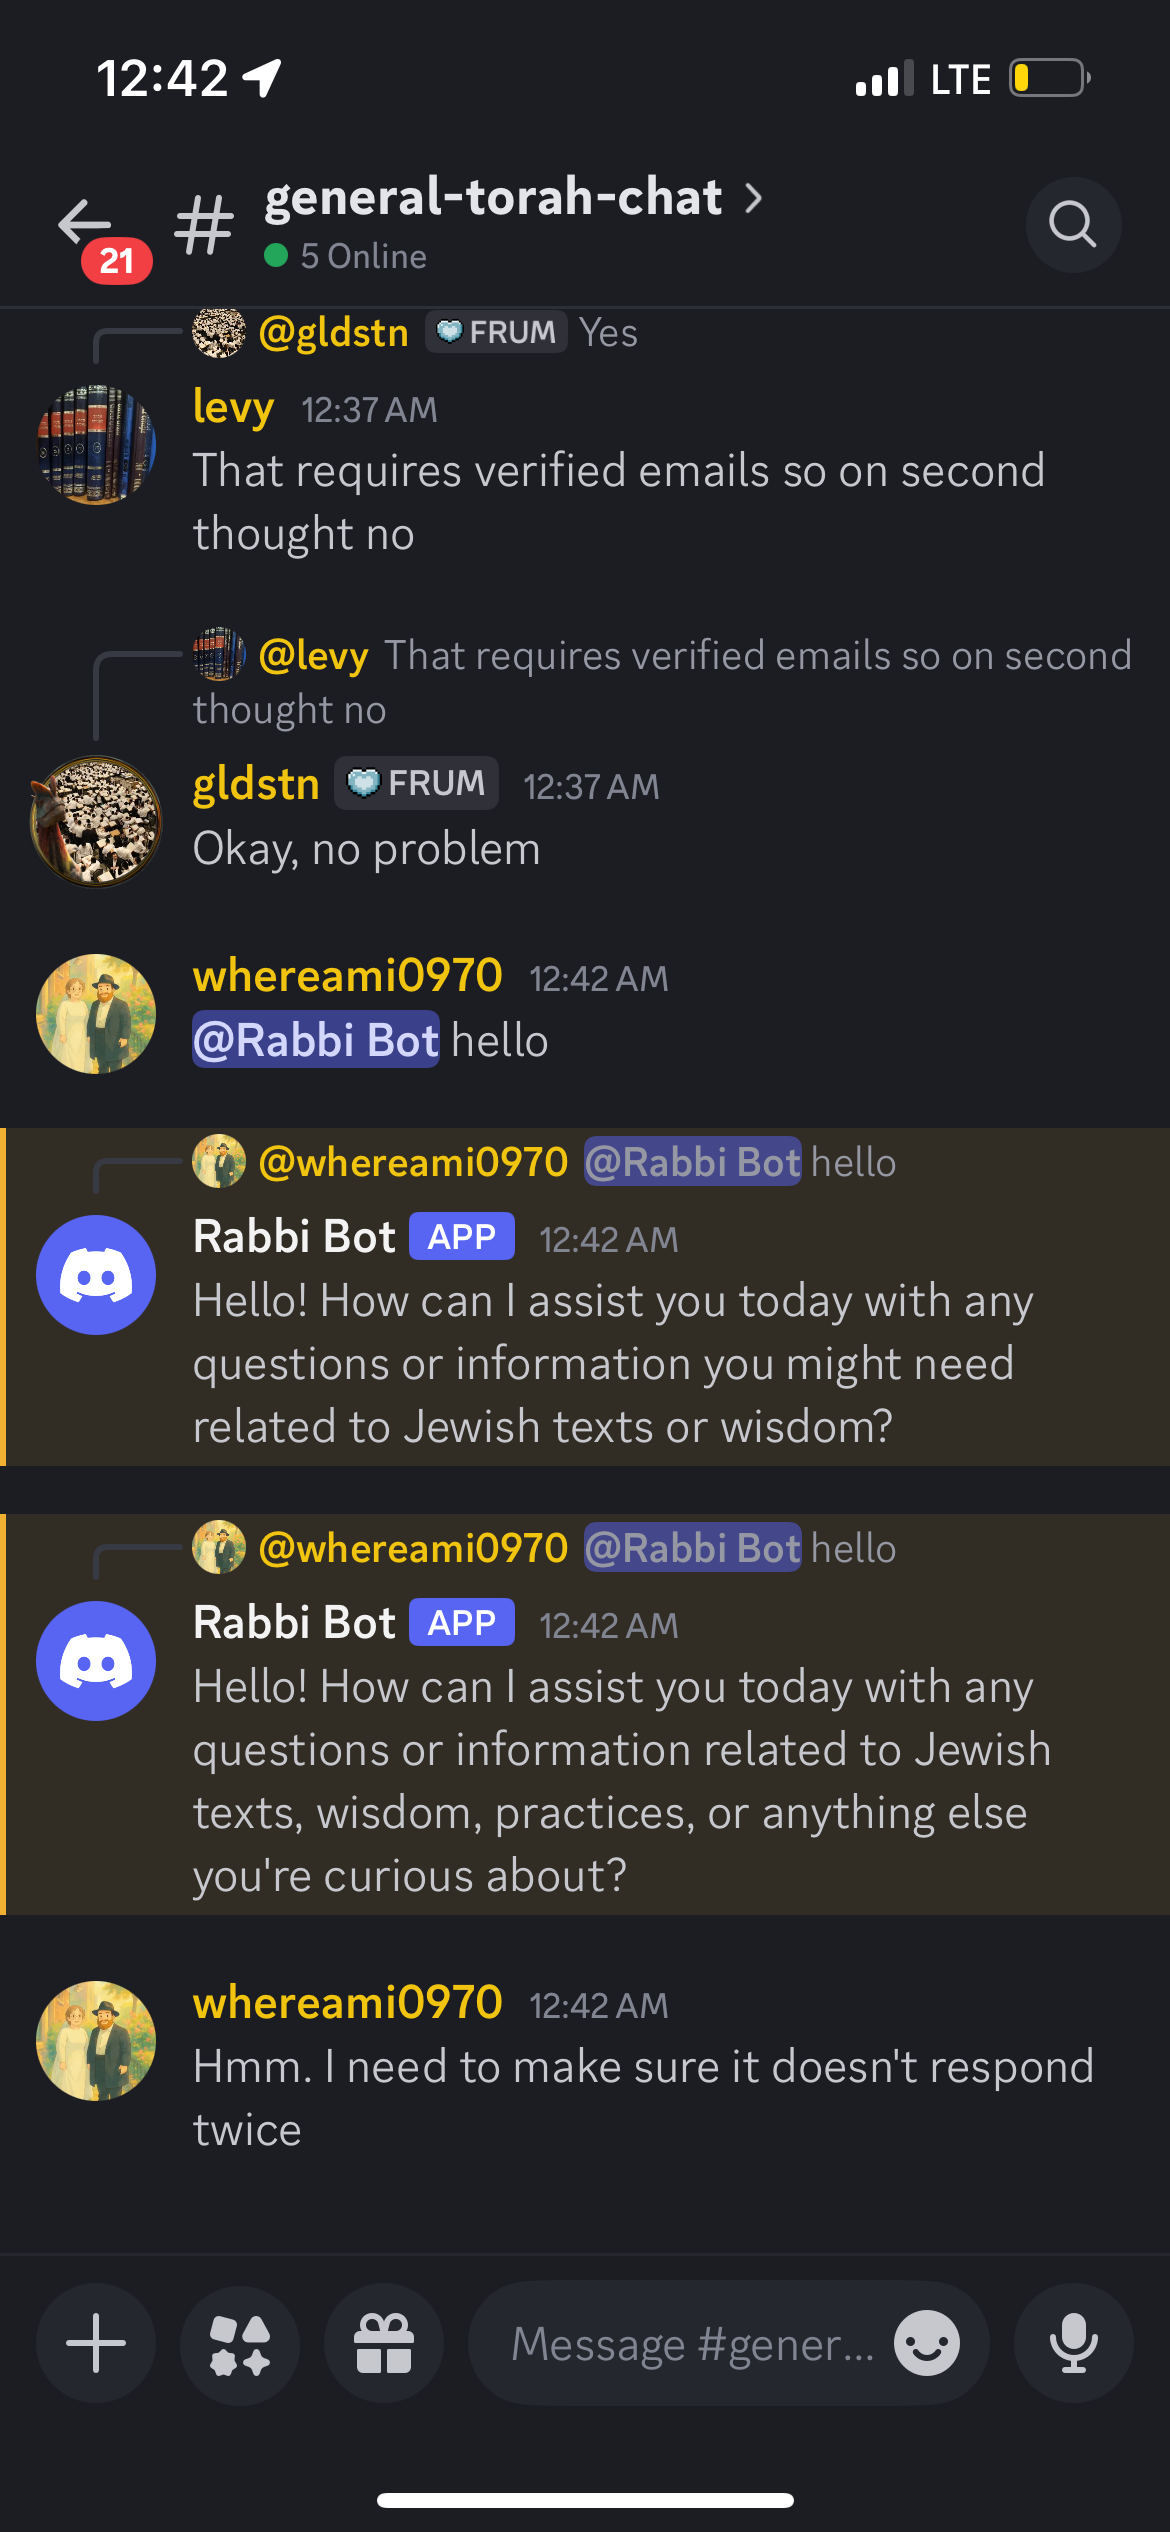 12:42
LTE
21
general-torah-chat
5 Online
@gldstn FRUM Yes
levy 12:37 AM
That requires verified emails so on second
thought no
@levy That requires verified emails so on second
thought no
gldstn FRUM 12:37 AM
Okay, no problem
whereami0970 12:42 AM
@Rabbi Bot hello
@whereami0970 @Rabbi Bot hello
Rabbi Bot APP 12:42 AM
Hello! How can I assist you today with any
questions or information you might need
related to Jewish texts or wisdom?
@whereami0970 @Rabbi Bot hello
Rabbi Bot APP 12:42 AM
Hello! How can I assist you today with any
questions or information related to Jewish
texts, wisdom, practices, or anything else
you're curious about?
whereami0970 12:42 AM
Hmm. I need to make sure it doesn't respond
twice
Message #gener...